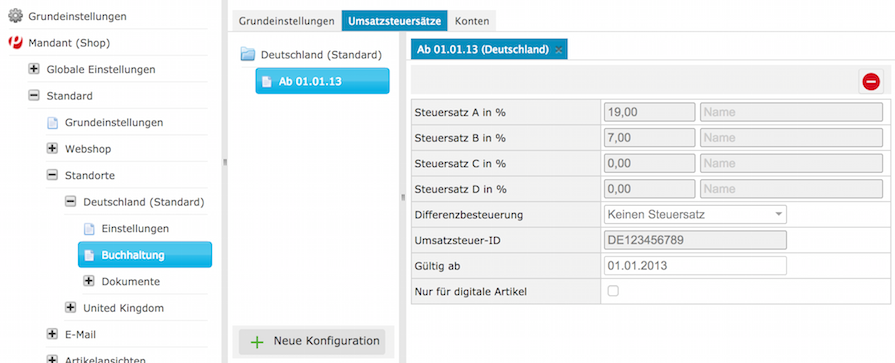 Grundeinstellungen
Mandant (Shop)
Globale Einstellungen
Standard
Grundeinstellungen
Webshop
Standorte
Deutschland (Standard)
Einstellungen
Buchhaltung
Dokumente
United Kingdom
E-Mail
Artikelansichten
Grundeinstellungen Umsatzsteuersätze Konten
Deutschland (Standard)
Ab 01.01.13
Neue Konfiguration
Ab 01.01.13 (Deutschland)
Steuersatz A in % 19,00 Name
Steuersatz B in % 7,00 Name
Steuersatz C in % 0,00 Name
Steuersatz D in % 0,00 Name
Differenzbesteuerung Keinen Steuersatz
Umsatzsteuer-ID DE123456789
Gültig ab 01.01.2013
Nur für digitale Artikel